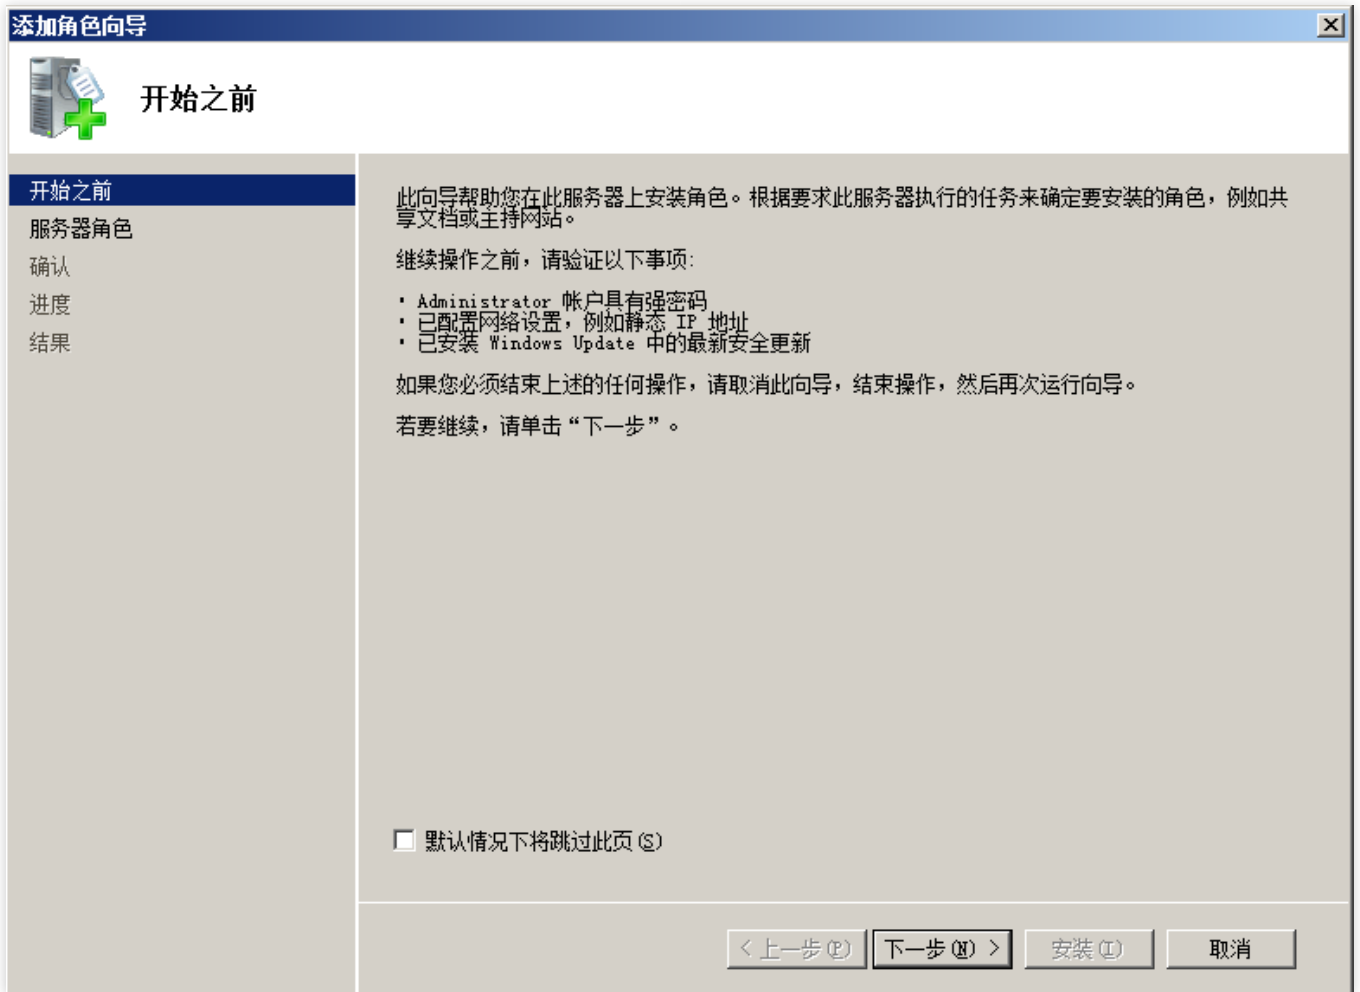 添加角色向导
开始之前
开始之前
服务器角色
确认
进度
结果
此向导帮助您在此服务器上安装角色。根据要求此服务器执行的任务来确定要安装的角色，例如共
享文档或主持网站。
继续操作之前，请验证以下事项:
· Administrator 帐户具有强密码
· 已配置网络设置，例如静态 IP 地址
· 已安装 Windows Update 中的最新安全更新
如果您必须结束上述的任何操作，请取消此向导，结束操作，然后再次运行向导。
若要继续，请单击“下一步”。
默认情况下将跳过此页(S)
< 上一步(P) 下一步(N) > 安装(I) 取消